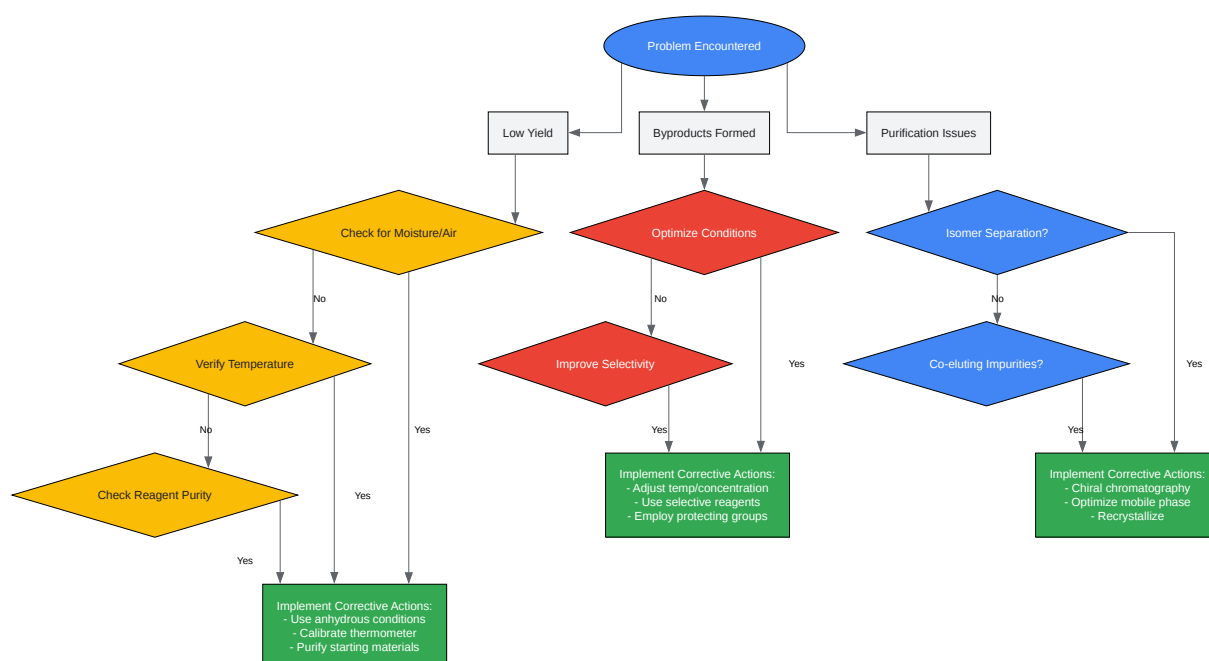 Problem Encountered
Low Yield
Byproducts Formed
Purification Issues
Check for Moisture/Air
Optimize Conditions
Isomer Separation?
No
No
No
Verify Temperature
Improve Selectivity
Co-eluting Impurities?
Yes
Yes
No
Yes
Yes
Yes
Check Reagent Purity
Yes
Implement Corrective Actions:
- Adjust temp/concentration
- Use selective reagents
- Employ protecting groups
Implement Corrective Actions:
- Chiral chromatography
- Optimize mobile phase
- Recrystallize
Yes
Implement Corrective Actions:
- Use anhydrous conditions
- Calibrate thermometer
- Purify starting materials